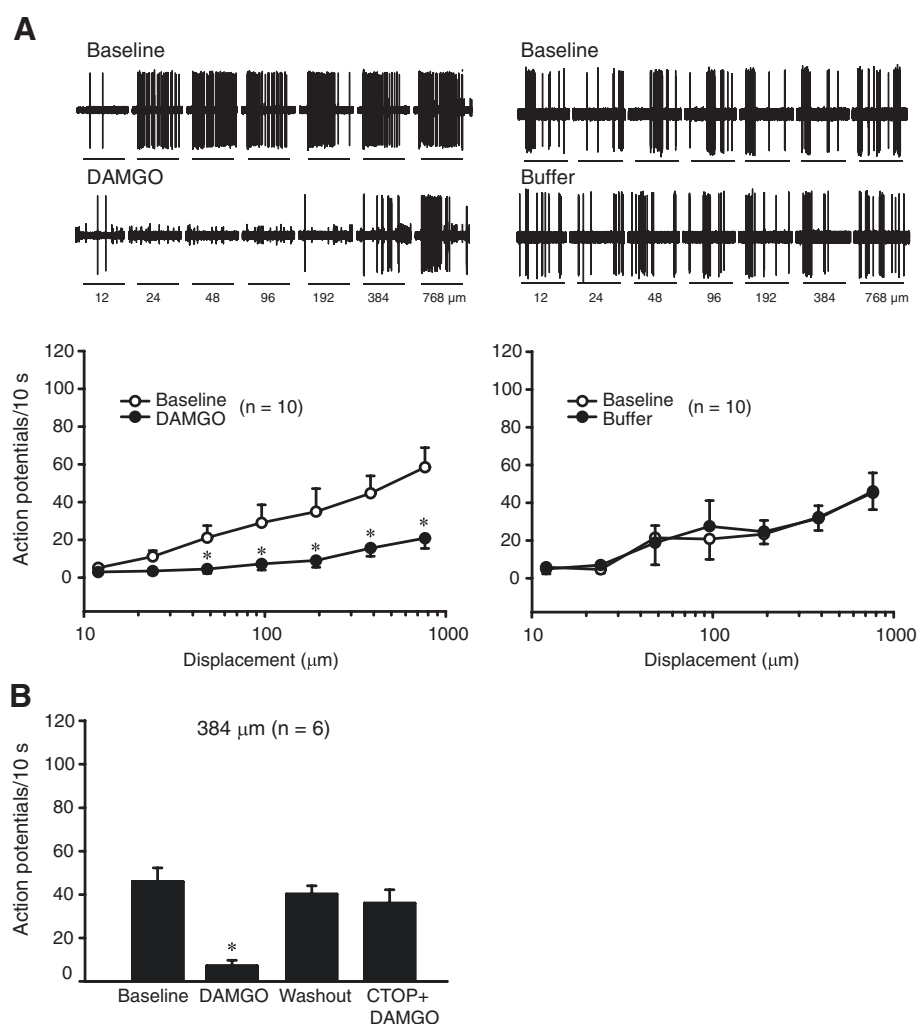 A
Baseline
Baseline
DAMGO
Buffer
12 24 48 96 192 384 768 μm
12 24 48 96 192 384 768 μm
Action potentials/10 s
120
100
80
60
40
20
0
Baseline
DAMGO
(n = 10)
*
*
*
*
*
10 100 1000
Displacement (μm)
120
100
80
60
40
20
0
Baseline
Buffer
(n = 10)
10 100 1000
Displacement (μm)
B
384 μm (n = 6)
Action potentials/10 s
120
100
80
60
40
20
0
*
Baseline DAMGO Washout CTOP+
DAMGO